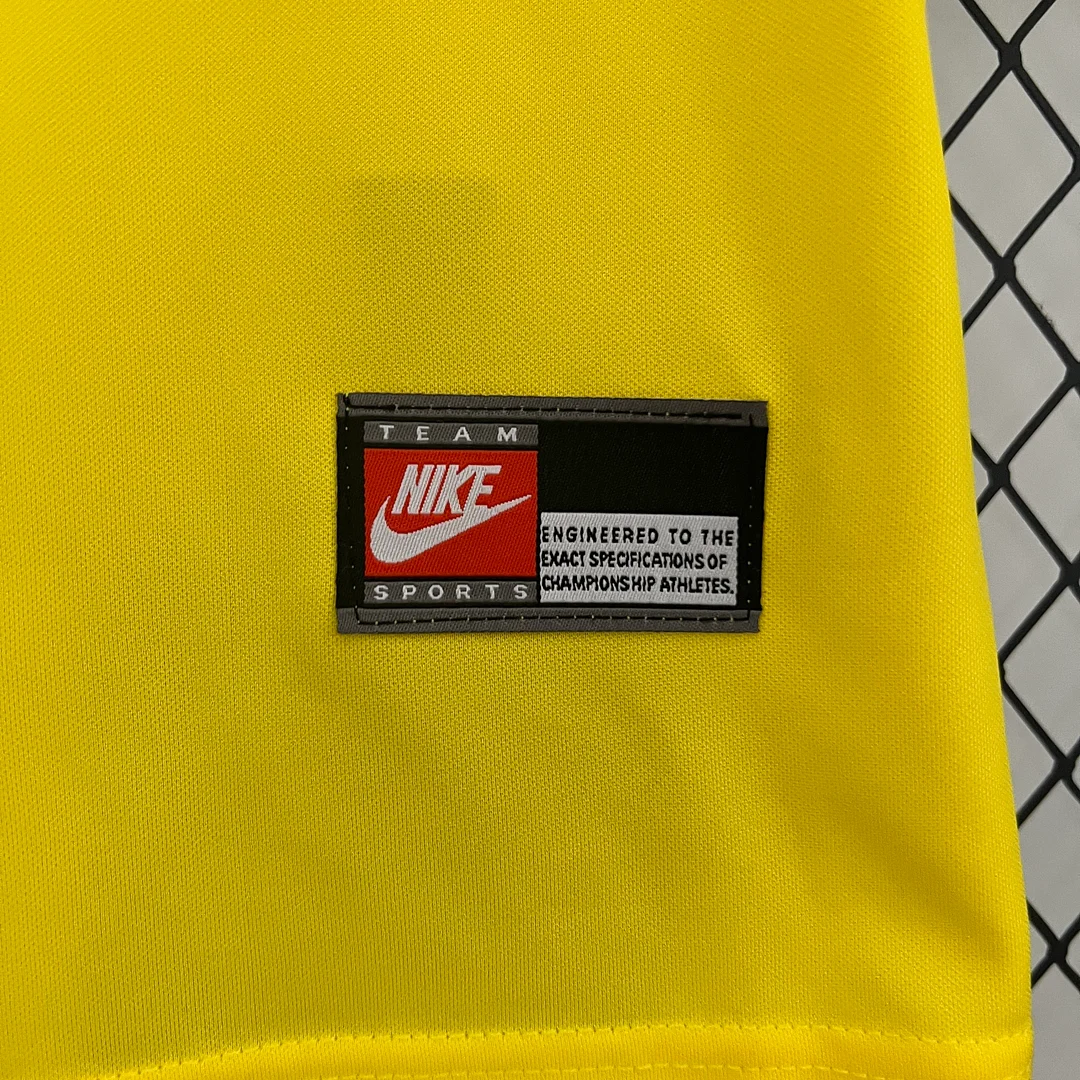 TEAM
NIKE
SPORTS
ENGINEERED TO THE
EXACT SPECIFICATIONS OF
CHAMPIONSHIP ATHLETES.